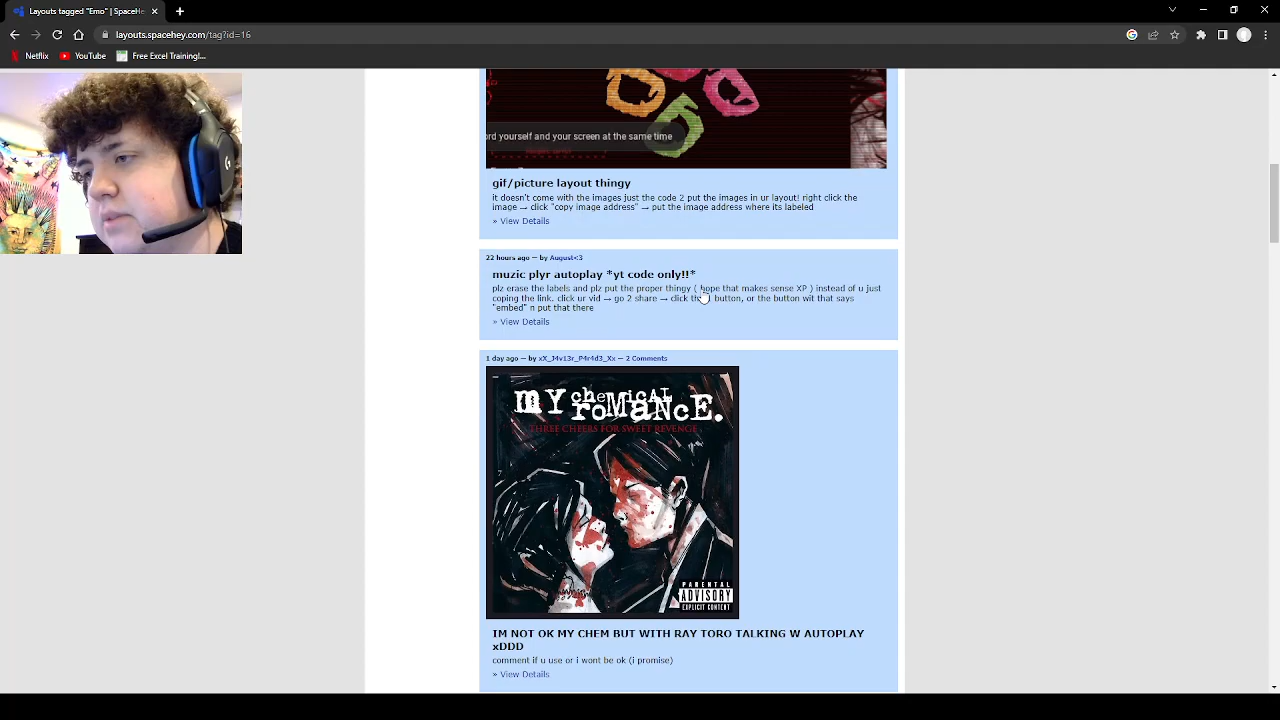 Layouts tagged "Emo" | SpaceHe
layouts.spacehey.com/tag?id=16
Netflix YouTube Free Excel Training!...
ord yourself and your screen at the same time
gif/picture layout thingy
it doesn't come with the images just the code 2 put the images in ur layout! right click the
image → click "copy image address" → put the image address where its labeled
» View Details
22 hours ago — by August<3
muzic plyr autoplay *yt code only!!*
plz erase the labels and plz put the proper thingy ( hope that makes sense XP ) instead of u just
coping the link. click ur vid → go 2 share → click th button, or the button wit that says
"embed" n put that there
» View Details
1 day ago — by xX_J4v13r_P4r4d3_Xx — 2 Comments
mY cheMicAL
roMANcE.
THREE CHEERS FOR SWEET REVENGE
PARENTAL
ADVISORY
EXPLICIT CONTENT
IM NOT OK MY CHEM BUT WITH RAY TORO TALKING W AUTOPLAY
xDDD
comment if u use or i wont be ok (i promise)
» View Details